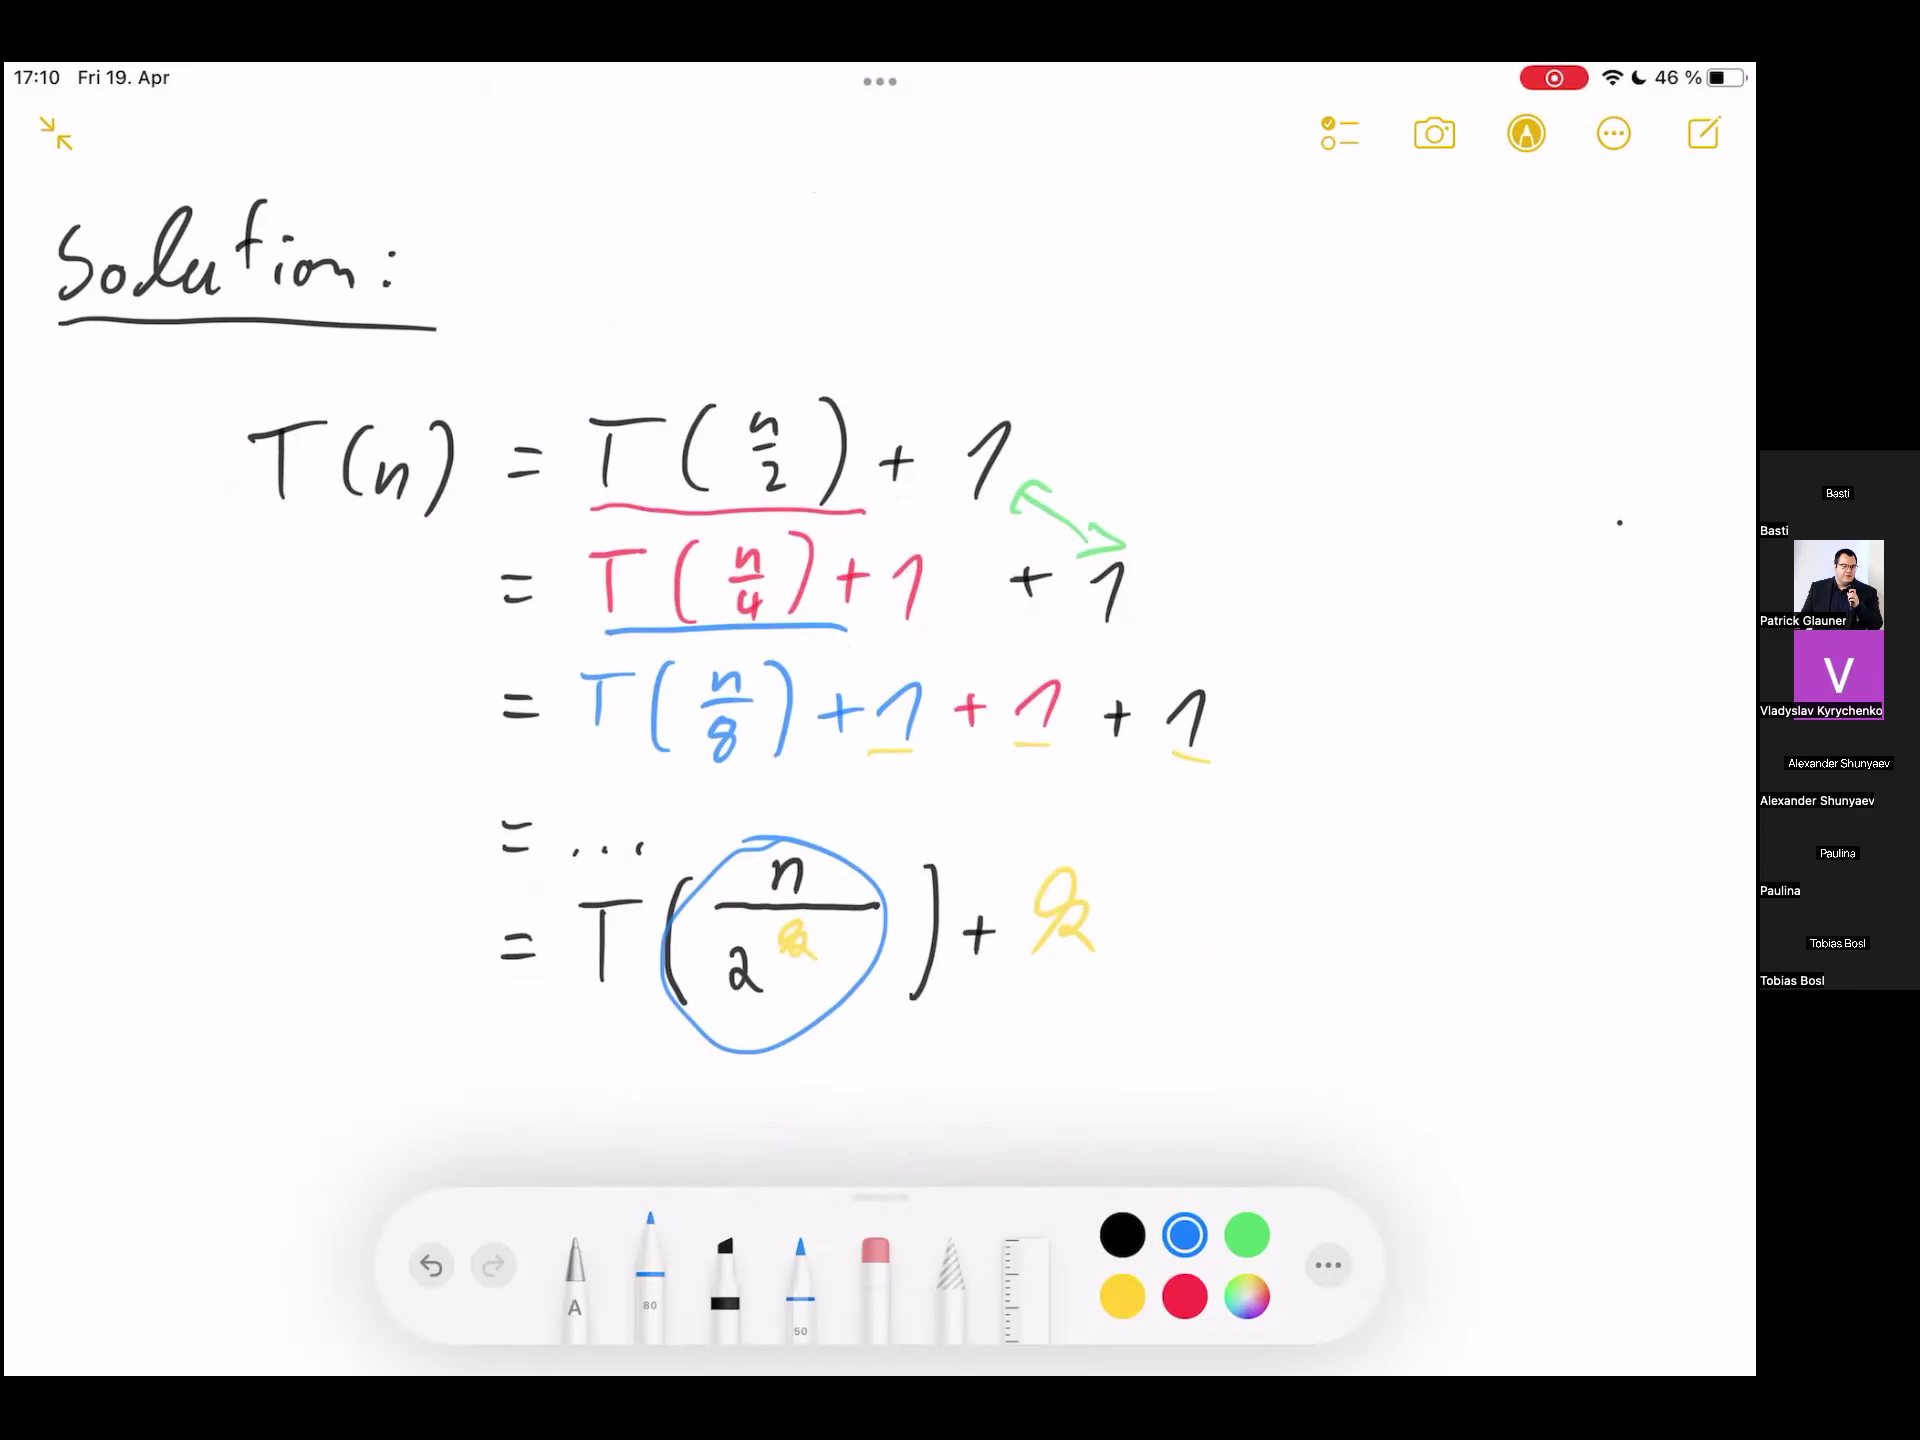 17:10 Fri 19. Apr
46 %
Solution:
T(n) = T(n/2) + 1
= T(n/4) + 1 + 1
= T(n/8) + 1 + 1 + 1
= ...
= T(n/2^k) + k
A
80
50
Basti
Basti
Patrick Glauner
V
Vladyslav Kyrychenko
Alexander Shunyaev
Alexander Shunyaev
Paulina
Paulina
Tobias Bosl
Tobias Bosl